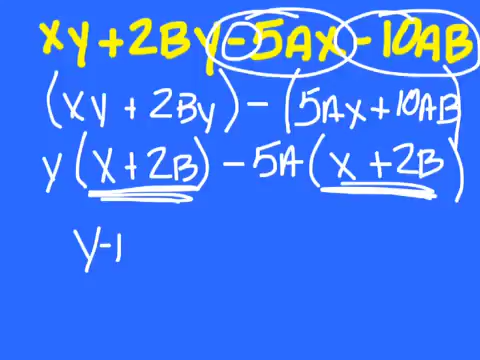 xy+2By-5Ax-10AB
(xy + 2By) - (5Ax+10AB)
y(x+2B) - 5A(x+2B)
y-1